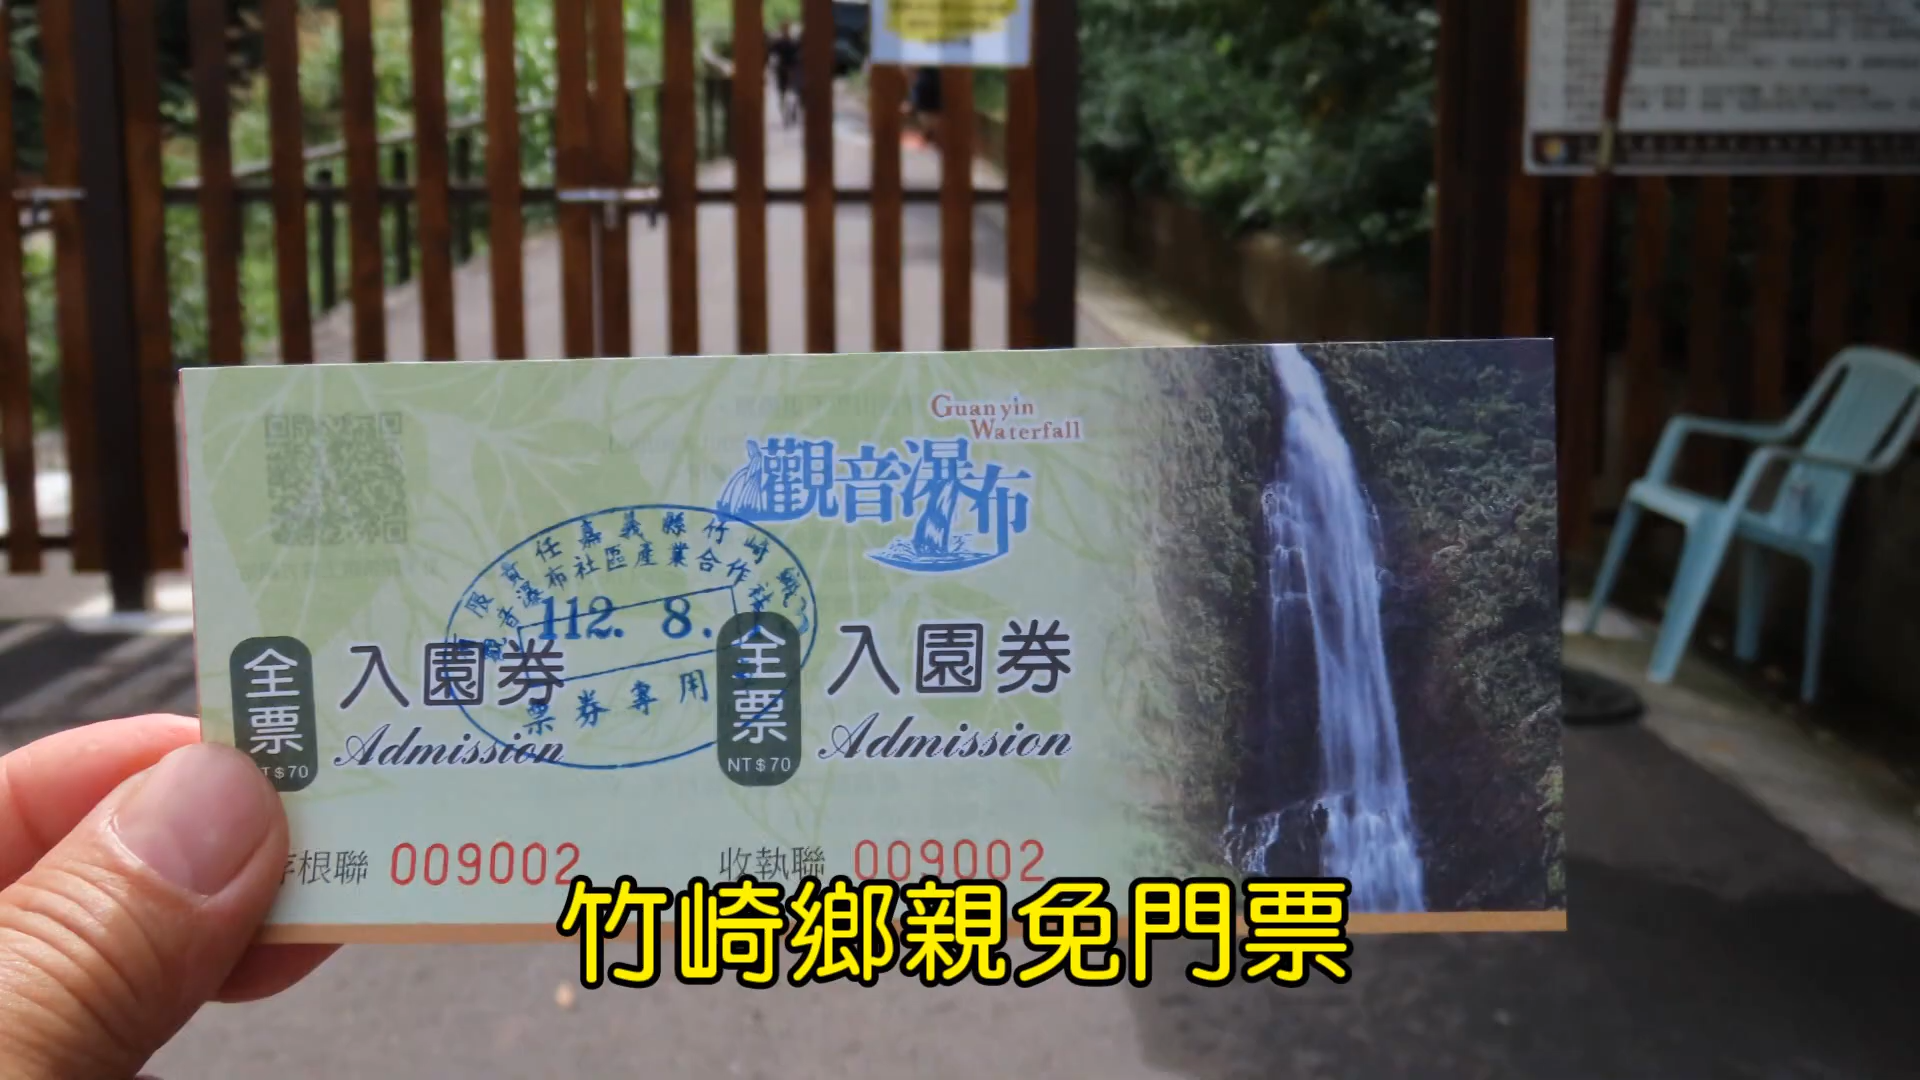 Guanyin
Waterfall
觀音瀑布
有限責任嘉義縣竹崎鄉
觀音瀑布社區產業合作社
112. 8.
票券專用
全票
NT$70
入園券
Admission
全票
T$70
入園券
Admission
存根聯 009002
收執聯 009002
竹崎鄉親免門票